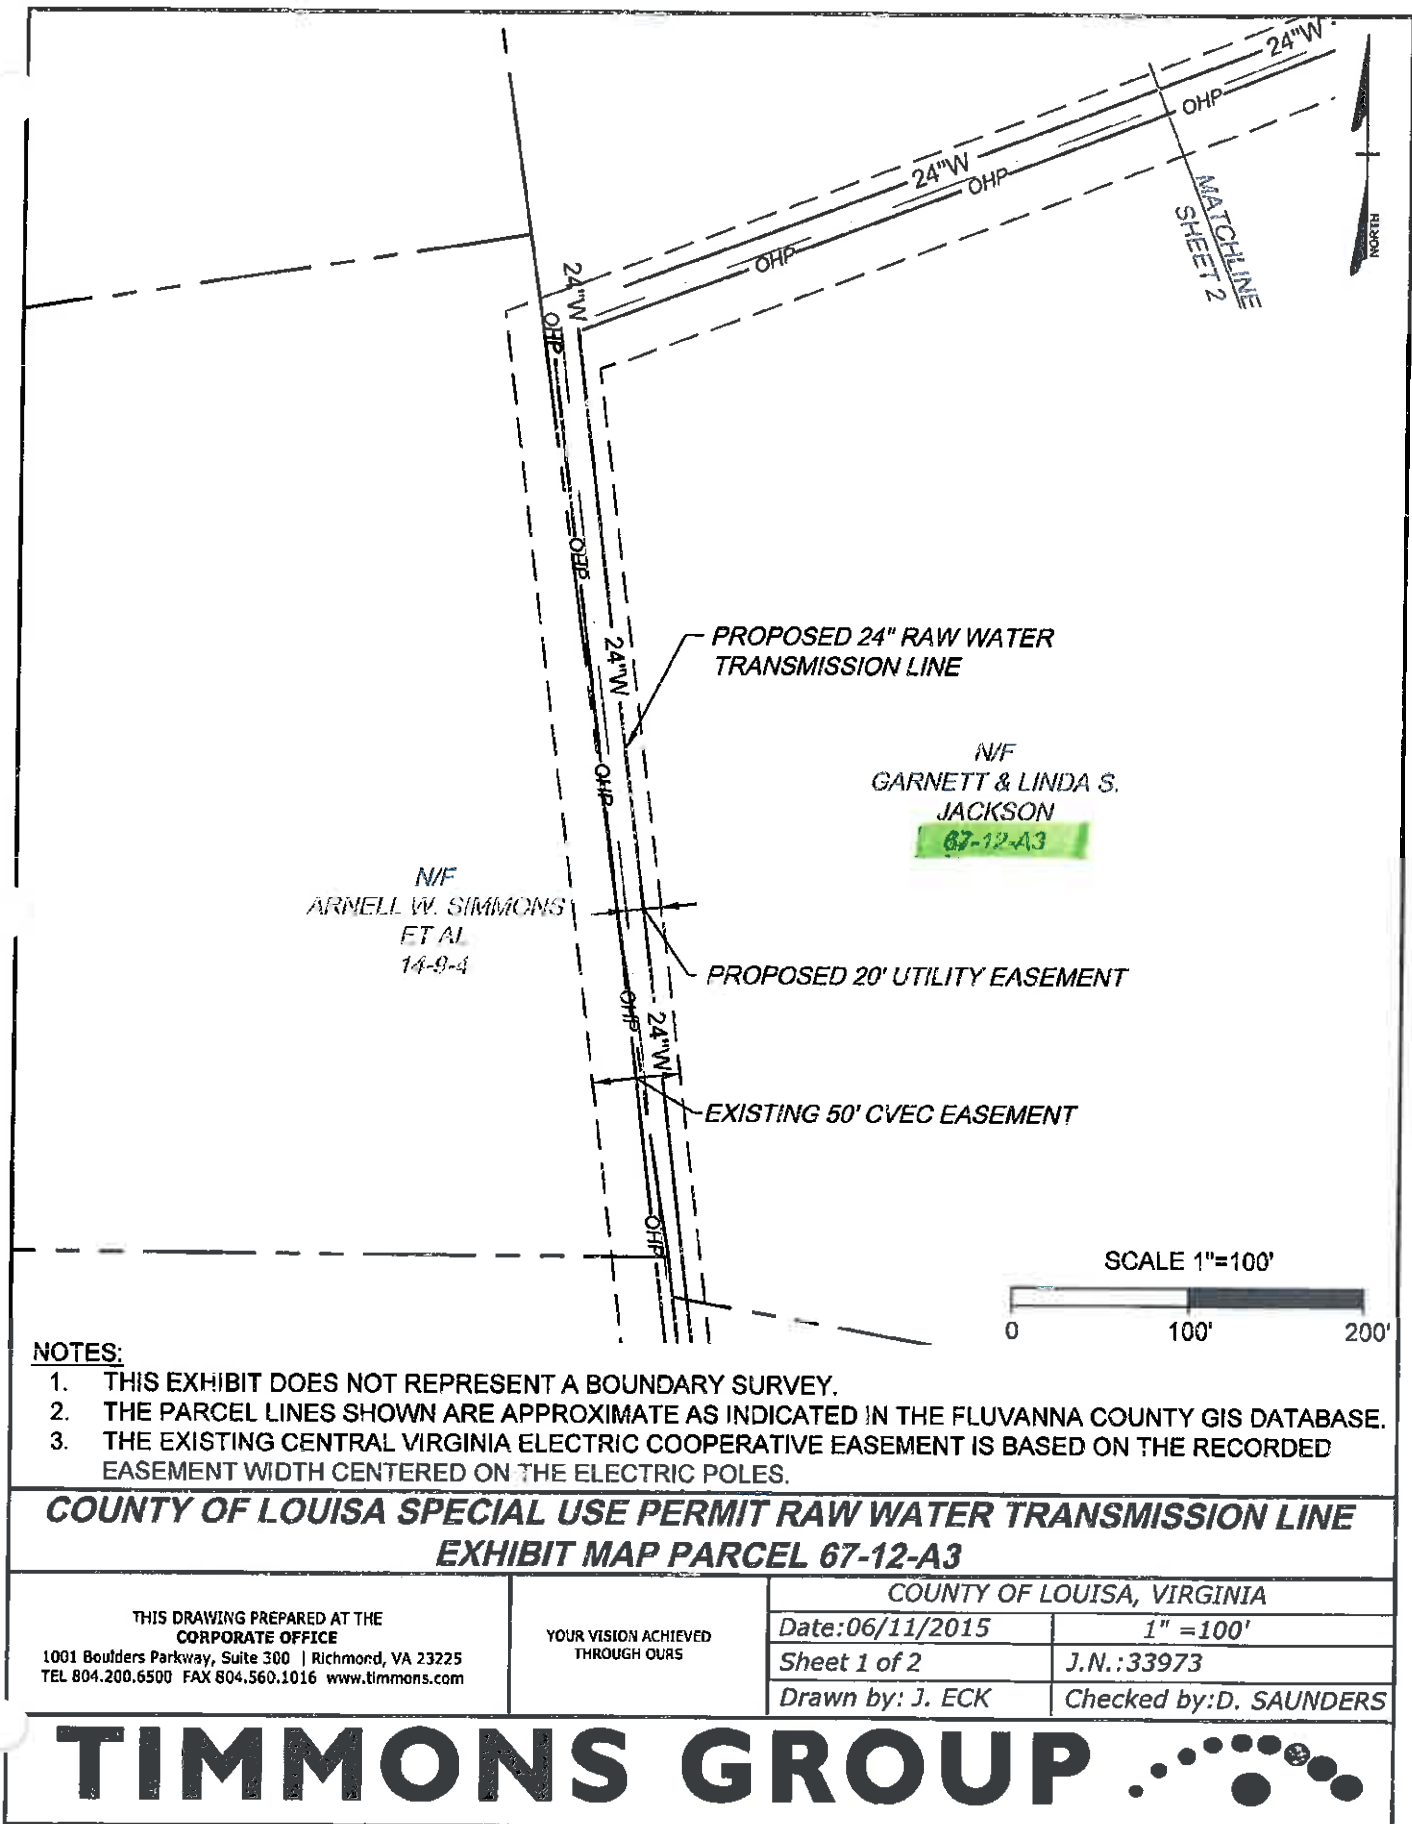 24"W
OHP
24"W
OHP
MATCHLINE
SHEET 2
NORTH
OHP
24"W
OHP
OHP
24"W
PROPOSED 24" RAW WATER
TRANSMISSION LINE
N/F
GARNETT & LINDA S.
JACKSON
67-12-A3
OHP
N/F
ARNELL W. SIMMONS
ET AL
14-9-4
PROPOSED 20' UTILITY EASEMENT
OHP
24"W
EXISTING 50' CVEC EASEMENT
OHP
SCALE 1"=100'
0 100' 200'
NOTES:
1. THIS EXHIBIT DOES NOT REPRESENT A BOUNDARY SURVEY.
2. THE PARCEL LINES SHOWN ARE APPROXIMATE AS INDICATED IN THE FLUVANNA COUNTY GIS DATABASE.
3. THE EXISTING CENTRAL VIRGINIA ELECTRIC COOPERATIVE EASEMENT IS BASED ON THE RECORDED
EASEMENT WIDTH CENTERED ON THE ELECTRIC POLES.
COUNTY OF LOUISA SPECIAL USE PERMIT RAW WATER TRANSMISSION LINE
EXHIBIT MAP PARCEL 67-12-A3
THIS DRAWING PREPARED AT THE
CORPORATE OFFICE
1001 Boulders Parkway, Suite 300 | Richmond, VA 23225
TEL 804.200.6500 FAX 804.560.1016 www.timmons.com
YOUR VISION ACHIEVED
THROUGH OURS
COUNTY OF LOUISA, VIRGINIA
Date:06/11/2015
1" =100'
Sheet 1 of 2
J.N.:33973
Drawn by: J. ECK
Checked by:D. SAUNDERS
TIMMONS GROUP